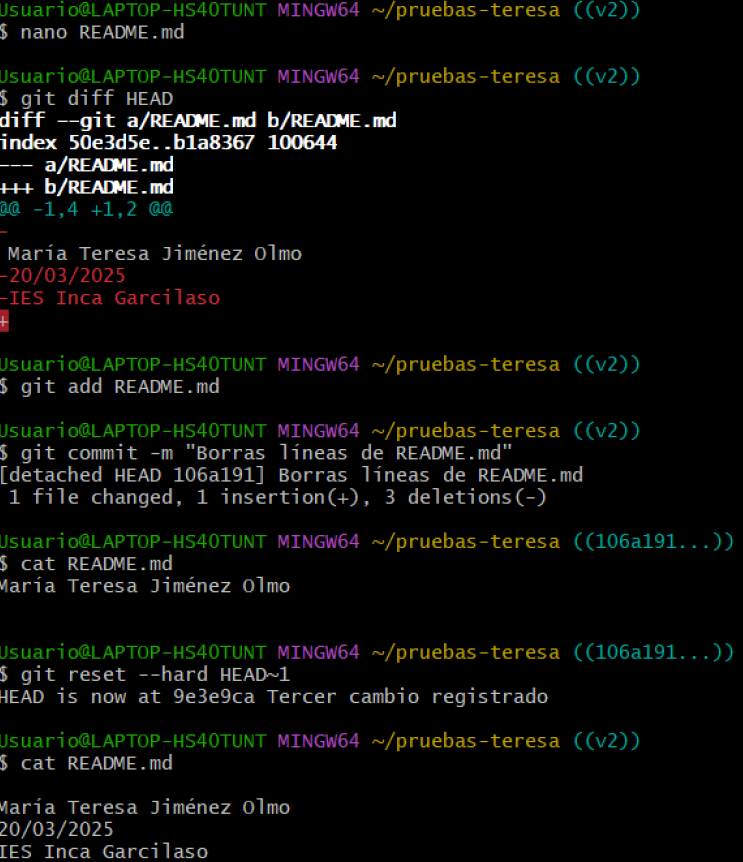 Usuario@LAPTOP-HS40TUNT MINGW64 ~/pruebas-teresa ((v2))
$ nano README.md
Usuario@LAPTOP-HS40TUNT MINGW64 ~/pruebas-teresa ((v2))
$ git diff HEAD
diff --git a/README.md b/README.md
index 50e3d5e..b1a8367 100644
--- a/README.md
+++ b/README.md
@@ -1,4 +1,2 @@
-
 María Teresa Jiménez Olmo
-20/03/2025
-IES Inca Garcilaso
+
Usuario@LAPTOP-HS40TUNT MINGW64 ~/pruebas-teresa ((v2))
$ git add README.md
Usuario@LAPTOP-HS40TUNT MINGW64 ~/pruebas-teresa ((v2))
$ git commit -m "Borras líneas de README.md"
[detached HEAD 106a191] Borras líneas de README.md
 1 file changed, 1 insertion(+), 3 deletions(-)
Usuario@LAPTOP-HS40TUNT MINGW64 ~/pruebas-teresa ((106a191...))
$ cat README.md
María Teresa Jiménez Olmo
Usuario@LAPTOP-HS40TUNT MINGW64 ~/pruebas-teresa ((106a191...))
$ git reset --hard HEAD~1
HEAD is now at 9e3e9ca Tercer cambio registrado
Usuario@LAPTOP-HS40TUNT MINGW64 ~/pruebas-teresa ((v2))
$ cat README.md
María Teresa Jiménez Olmo
20/03/2025
IES Inca Garcilaso